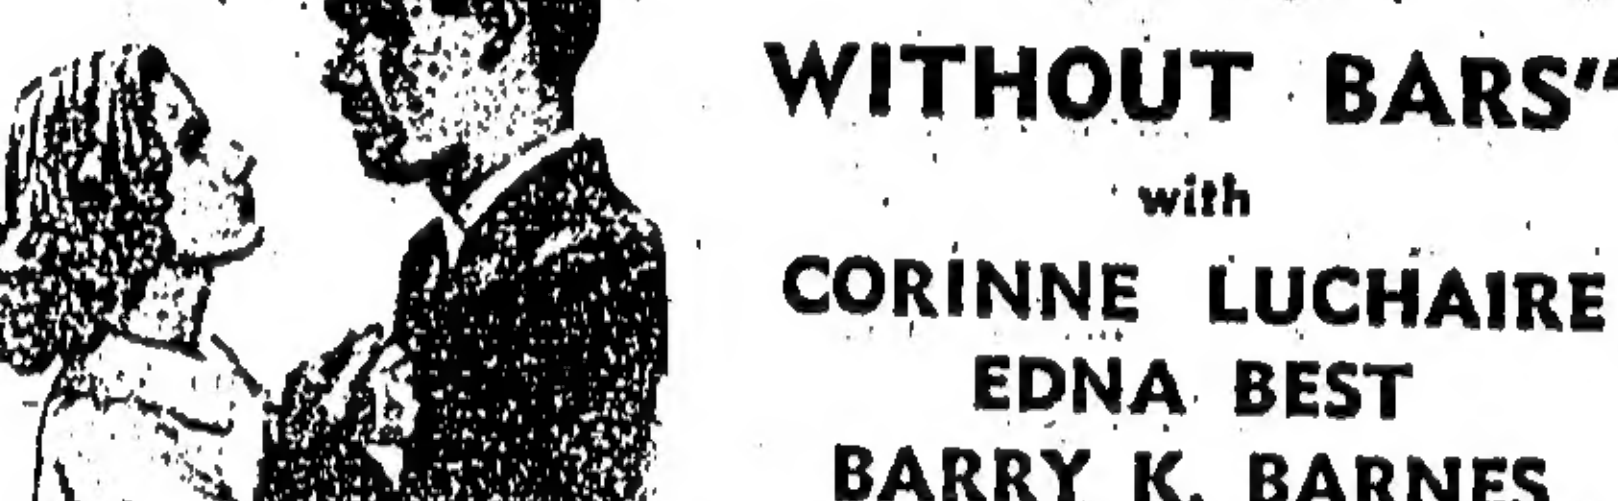 WITHOUT BARS"
with
CORINNE LUCHAIRE
EDNA BEST
BARRY K. BARNES